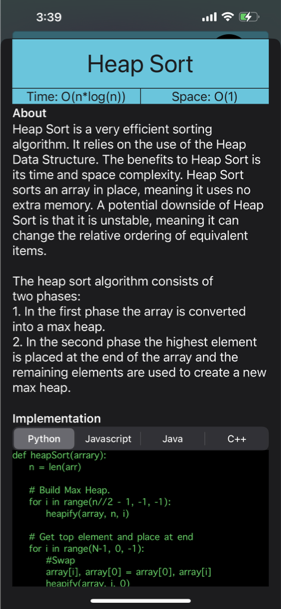 3:39
Heap Sort
Time: O(n*log(n))
Space: O(1)
About
Heap Sort is a very efficient sorting
algorithm. It relies on the use of the Heap
Data Structure. The benefits to Heap Sort is
its time and space complexity. Heap Sort
sorts an array in place, meaning it uses no
extra memory. A potential downside of Heap
Sort is that it is unstable, meaning it can
change the relative ordering of equivalent
items.
The heap sort algorithm consists of
two phases:
1. In the first phase the array is converted
into a max heap.
2. In the second phase the highest element
is placed at the end of the array and the
remaining elements are used to create a new
max heap.
Implementation
Python
Javascript
Java
C++
def heapSort(arrary):
n = len(arr)
# Build Max Heap.
for i in range(n//2 - 1, -1, -1):
heapify(array, n, i)
# Get top element and place at end
for i in range(N-1, 0, -1):
#Swap
array[i], array[0] = array[0], array[i]
heapify(array, i, 0)